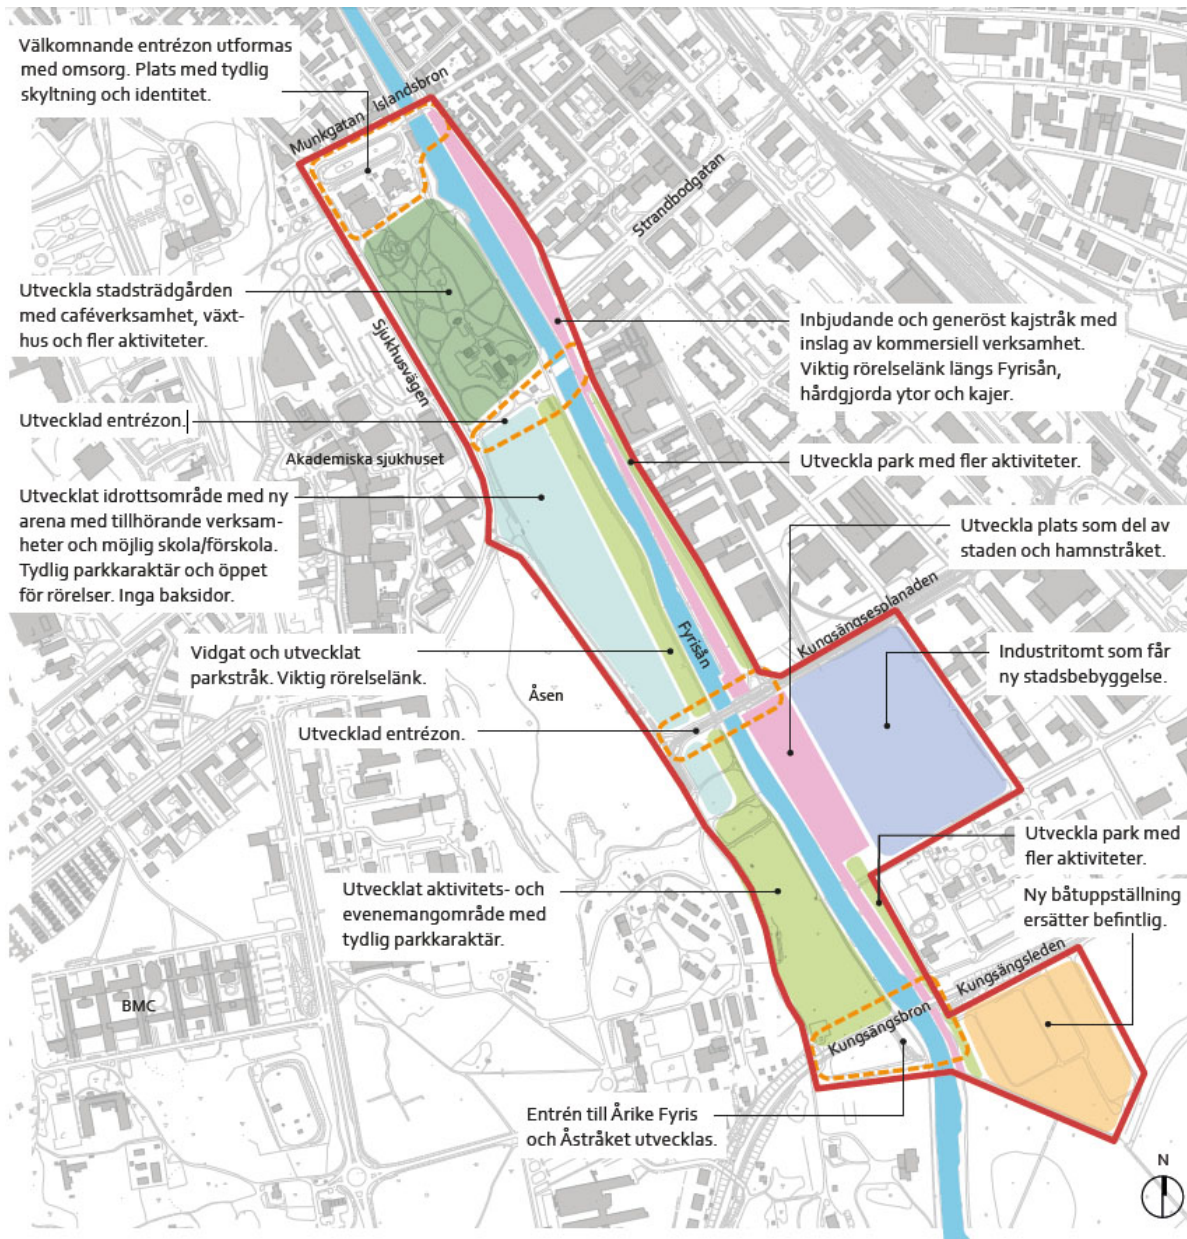 Välkomnande entrézon utformas
med omsorg. Plats med tydlig
skyltning och identitet.
Munkgatan
Islandsbron
Strandbodgatan
Utveckla stadsträdgården
med caféverksamhet, växt-
hus och fler aktiviteter.
Sjukhusvägen
Inbjudande och generöst kajstråk med
inslag av kommersiell verksamhet.
Viktig rörelselänk längs Fyrisån,
hårdgjorda ytor och kajer.
Utvecklad entrézon.
Akademiska sjukhuset
Utveckla park med fler aktiviteter.
Utvecklat idrottsområde med ny
arena med tillhörande verksam-
heter och möjlig skola/förskola.
Tydlig parkkaraktär och öppet
för rörelser. Inga baksidor.
Utveckla plats som del av
staden och hamnstråket.
Kungsängsesplanaden
Fyrisån
Vidgat och utvecklat
parkstråk. Viktig rörelselänk.
Industritomt som får
ny stadsbebyggelse.
Åsen
Utvecklad entrézon.
Utveckla park med
fler aktiviteter.
Utvecklat aktivitets- och
evenemangområde med
tydlig parkkaraktär.
Ny båtuppställning
ersätter befintlig.
Kungsängsleden
BMC
Kungsängsbron
Entrén till Årike Fyris
och Åstråket utvecklas.
N